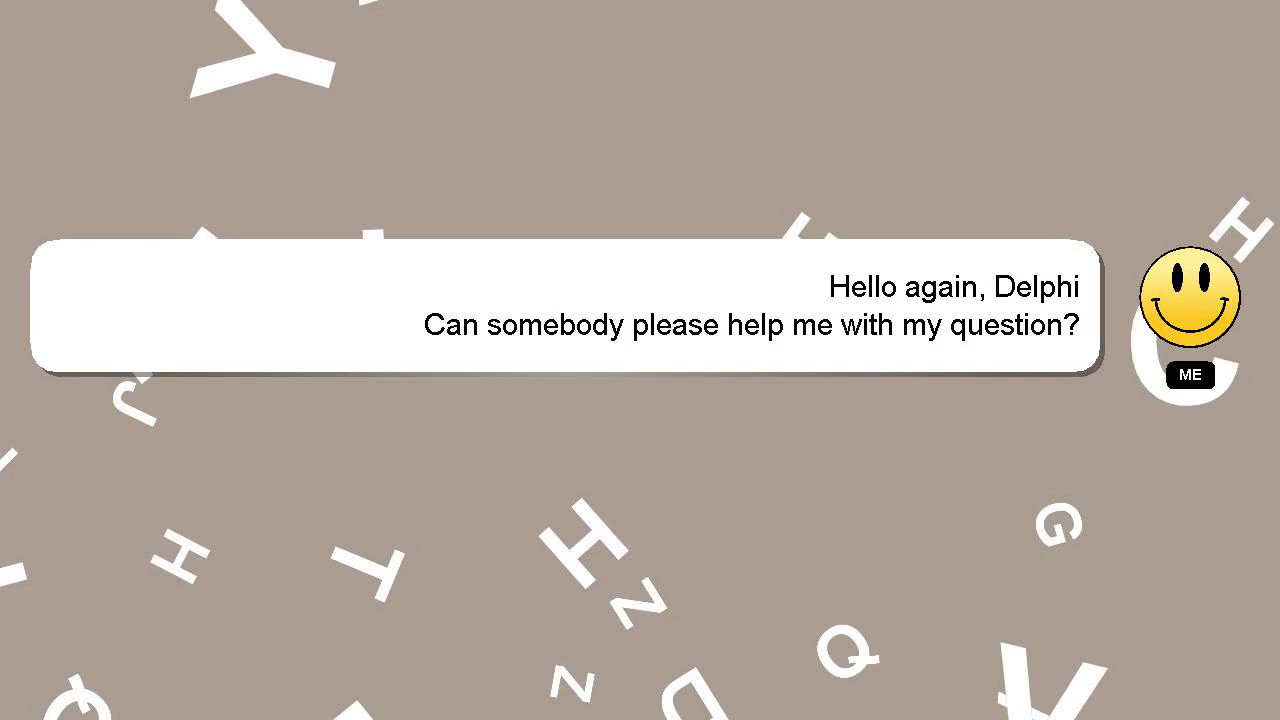 Hello again, Delphi
Can somebody please help me with my question?
ME
Y
H
C
J
H
T
H
Z
G
Z
Q
D
Q